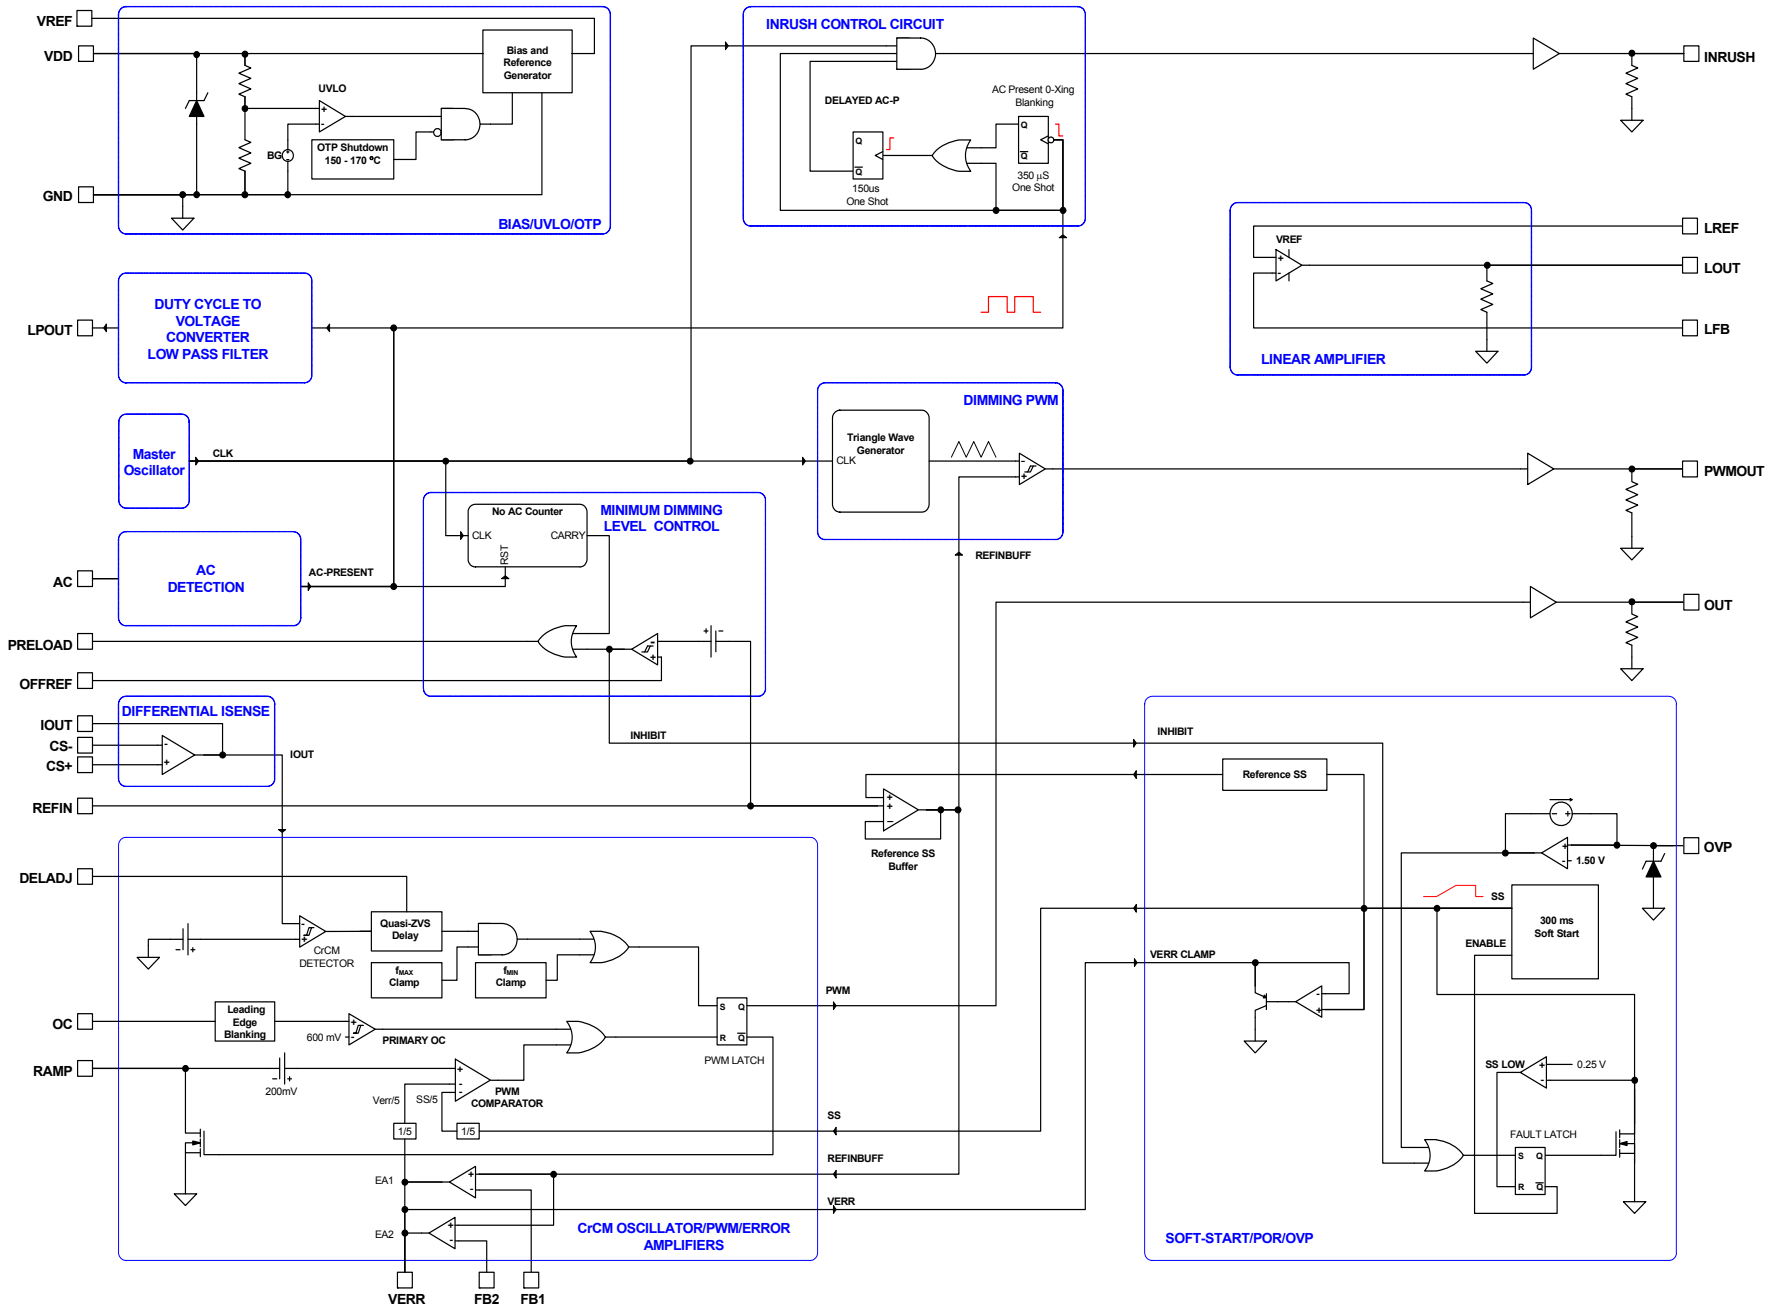 VREF
VDD
GND
Bias and
Reference
Generator
UVLO
+
-
BG
OTP Shutdown
150 - 170 ºC
BIAS/UVLO/OTP
INRUSH CONTROL CIRCUIT
DELAYED AC-P
AC Present 0-Xing
Blanking
Q
Q
150us
One Shot
Q
Q
350 µS
One Shot
INRUSH
LREF
VREF
+
-
LOUT
LFB
LINEAR AMPLIFIER
LPOUT
DUTY CYCLE TO
VOLTAGE
CONVERTER
LOW PASS FILTER
Master
Oscillator
CLK
DIMMING PWM
Triangle Wave
Generator
CLK
-
+
PWMOUT
REFINBUFF
MINIMUM DIMMING
LEVEL CONTROL
No AC Counter
CLK
CARRY
RST
AC
AC
DETECTION
AC-PRESENT
OUT
PRELOAD
OFFREF
-
+
+
-
DIFFERENTIAL ISENSE
IOUT
CS-
CS+
-
+
IOUT
INHIBIT
INHIBIT
REFIN
+
+
-
Reference SS
Buffer
Reference SS
- +
+
- 1.50 V
OVP
SS
300 ms
Soft Start
ENABLE
VERR CLAMP
-
+
SS LOW
+
-
0.25 V
FAULT LATCH
S Q
R Q
SOFT-START/POR/OVP
DELADJ
- +
-
+
CrCM
DETECTOR
Quasi-ZVS
Delay
fMAX
Clamp
fMIN
Clamp
OC
Leading
Edge
Blanking
600 mV
+
-
PRIMARY OC
S Q
R Q
PWM LATCH
PWM
RAMP
- +
200mV
+
-
-
PWM
COMPARATOR
Verr/5
SS/5
1/5
1/5
SS
REFINBUFF
EA1
+
-
VERR
EA2
+
-
CrCM OSCILLATOR/PWM/ERROR
AMPLIFIERS
VERR
FB2
FB1